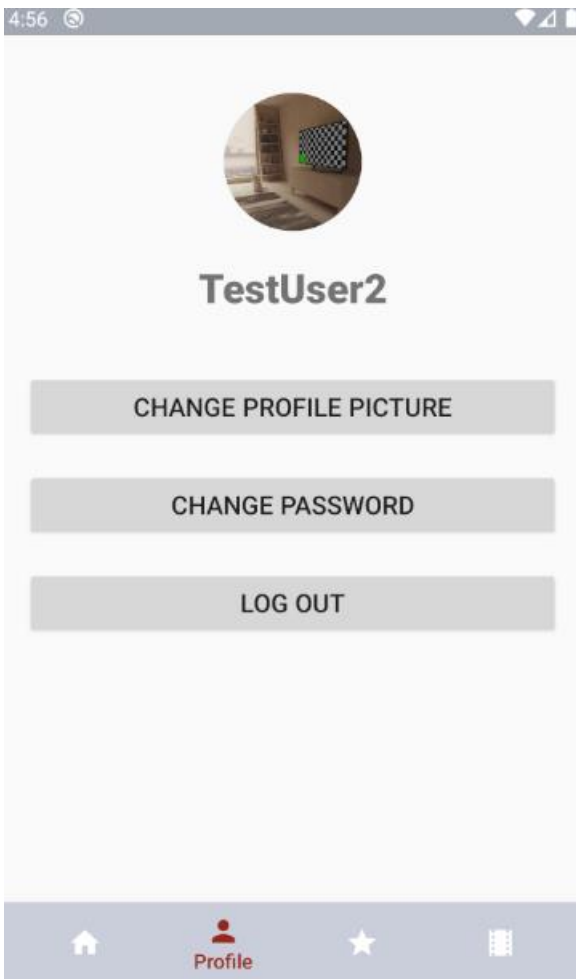 4:56
TestUser2
CHANGE PROFILE PICTURE
CHANGE PASSWORD
LOG OUT
Profile